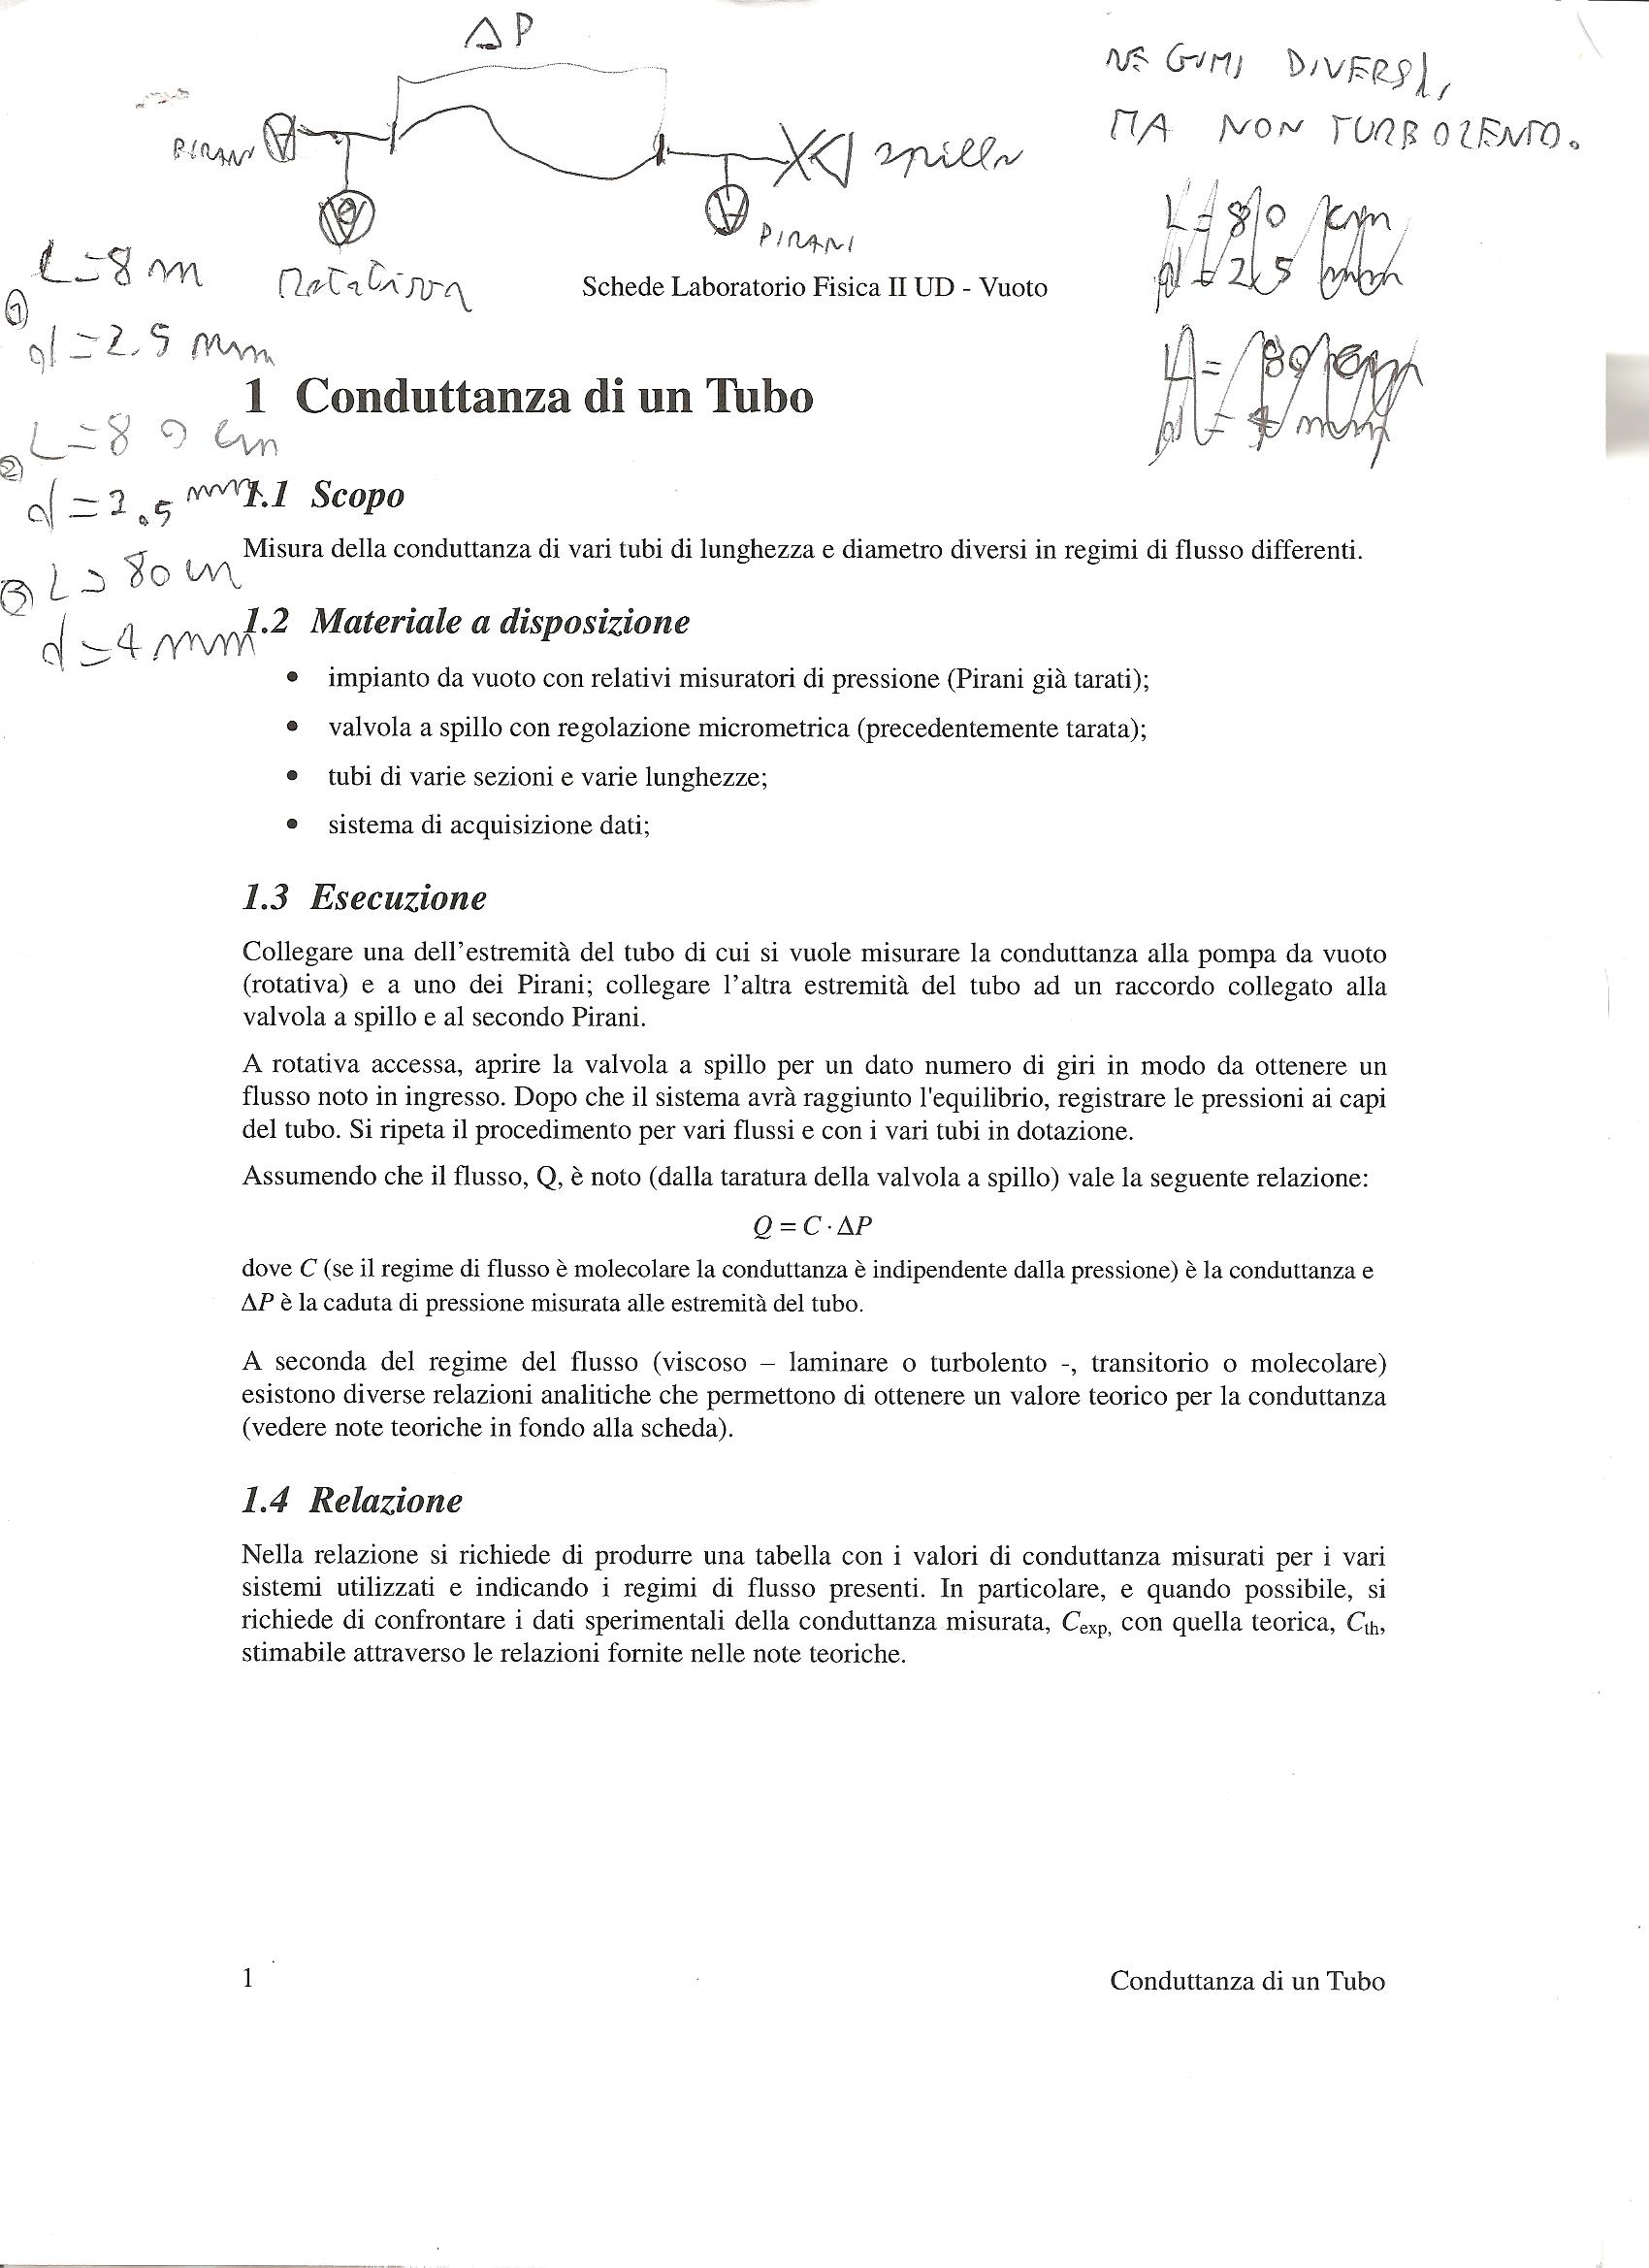 ΔP
REGIMI DIVERSI,
MA NON TURBOLENTO.
PIRANI
spillo
PIRANI
L=80 cm
d=2.5 mm
L=8 m
rotativa
Schede Laboratorio Fisica II UD - Vuoto
①
d=2.5 mm
L=80 cm
d=4 mm
1 Conduttanza di un Tubo
L=80 cm
②
d=2.5 mm
1.1 Scopo
Misura della conduttanza di vari tubi di lunghezza e diametro diversi in regimi di flusso differenti.
③ L=80 cm
d=4 mm
1.2 Materiale a disposizione
• impianto da vuoto con relativi misuratori di pressione (Pirani già tarati);
• valvola a spillo con regolazione micrometrica (precedentemente tarata);
• tubi di varie sezioni e varie lunghezze;
• sistema di acquisizione dati;
1.3 Esecuzione
Collegare una dell'estremità del tubo di cui si vuole misurare la conduttanza alla pompa da vuoto
(rotativa) e a uno dei Pirani; collegare l'altra estremità del tubo ad un raccordo collegato alla
valvola a spillo e al secondo Pirani.
A rotativa accessa, aprire la valvola a spillo per un dato numero di giri in modo da ottenere un
flusso noto in ingresso. Dopo che il sistema avrà raggiunto l'equilibrio, registrare le pressioni ai capi
del tubo. Si ripeta il procedimento per vari flussi e con i vari tubi in dotazione.
Assumendo che il flusso, Q, è noto (dalla taratura della valvola a spillo) vale la seguente relazione:
Q = C · ΔP
dove C (se il regime di flusso è molecolare la conduttanza è indipendente dalla pressione) è la conduttanza e
ΔP è la caduta di pressione misurata alle estremità del tubo.
A seconda del regime del flusso (viscoso – laminare o turbolento -, transitorio o molecolare)
esistono diverse relazioni analitiche che permettono di ottenere un valore teorico per la conduttanza
(vedere note teoriche in fondo alla scheda).
1.4 Relazione
Nella relazione si richiede di produrre una tabella con i valori di conduttanza misurati per i vari
sistemi utilizzati e indicando i regimi di flusso presenti. In particolare, e quando possibile, si
richiede di confrontare i dati sperimentali della conduttanza misurata, Cexp, con quella teorica, Cth,
stimabile attraverso le relazioni fornite nelle note teoriche.
1
Conduttanza di un Tubo